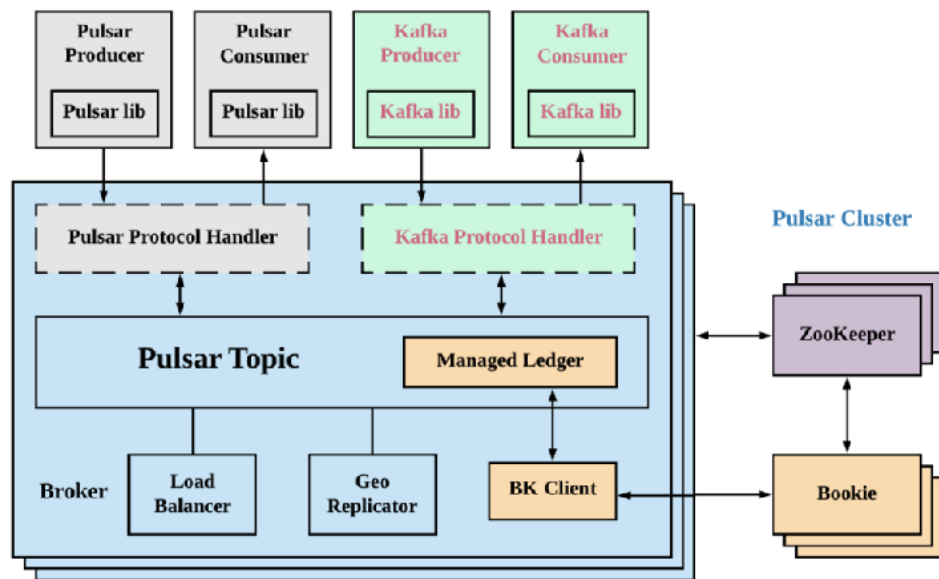 Pulsar
Producer
Pulsar lib
Pulsar
Consumer
Pulsar lib
Kafka
Producer
Kafka lib
Kafka
Consumer
Kafka lib
Pulsar Protocol Handler
Kafka Protocol Handler
Pulsar Cluster
Pulsar Topic
Managed Ledger
ZooKeeper
Broker
Load
Balancer
Geo
Replicator
BK Client
Bookie